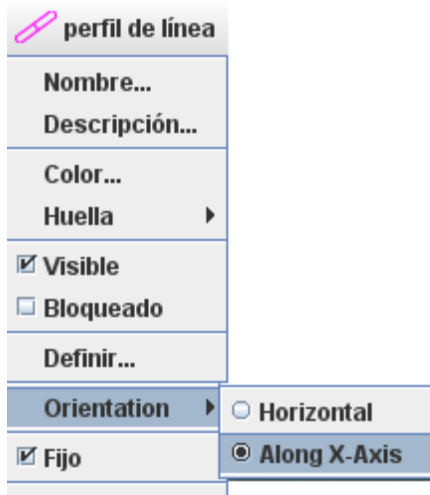 perfil de línea
Nombre...
Descripción...
Color...
Huella
Visible
Bloqueado
Definir...
Orientation
Horizontal
Along X-Axis
Fijo